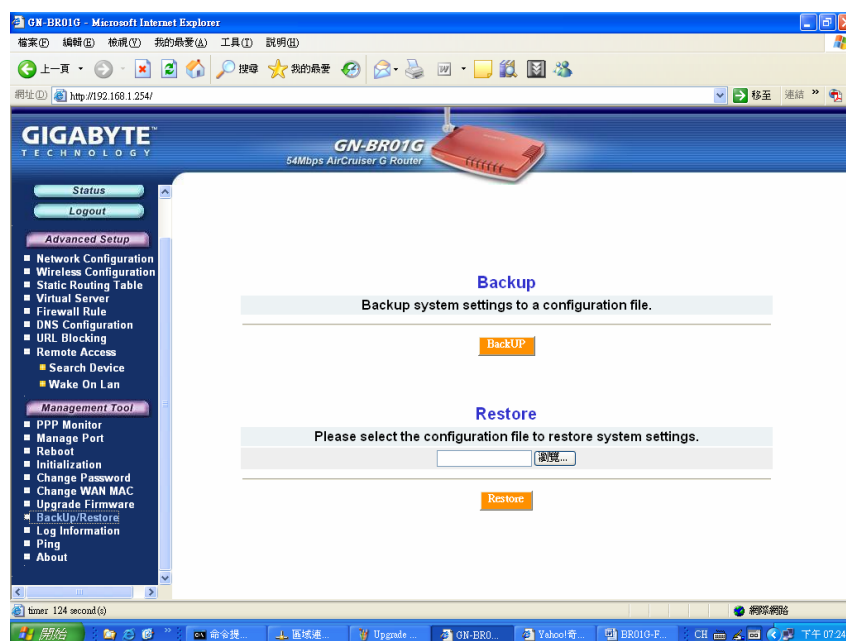 GN-BR01G - Microsoft Internet Explorer
檔案(F) 編輯(E) 檢視(V) 我的最愛(A) 工具(T) 說明(H)
上一頁 搜尋 我的最愛
網址(D) http://192.168.1.254/ 移至 連結 »
GIGABYTE™
TECHNOLOGY
GN-BR01G
54Mbps AirCruiser G Router
Status
Logout
Advanced Setup
Network Configuration
Wireless Configuration
Static Routing Table
Virtual Server
Firewall Rule
DNS Configuration
URL Blocking
Remote Access
Search Device
Wake On Lan
Management Tool
PPP Monitor
Manage Port
Reboot
Initialization
Change Password
Change WAN MAC
Upgrade Firmware
BackUp/Restore
Log Information
Ping
About
Backup
Backup system settings to a configuration file.
BackUP
Restore
Please select the configuration file to restore system settings.
瀏覽...
Restore
timer 124 second(s) 網際網路
開始 » 命令提... 區域連... Upgrade ... GN-BR0... Yahoo!奇... BR01G-F... CH 下午 07:24